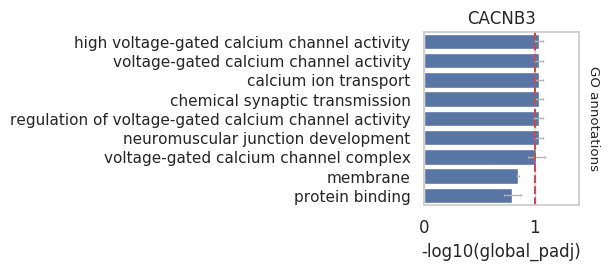 CACNB3
high voltage-gated calcium channel activity
voltage-gated calcium channel activity
calcium ion transport
chemical synaptic transmission
regulation of voltage-gated calcium channel activity
neuromuscular junction development
voltage-gated calcium channel complex
membrane
protein binding
GO annotations
0 1
-log10(global_padj)